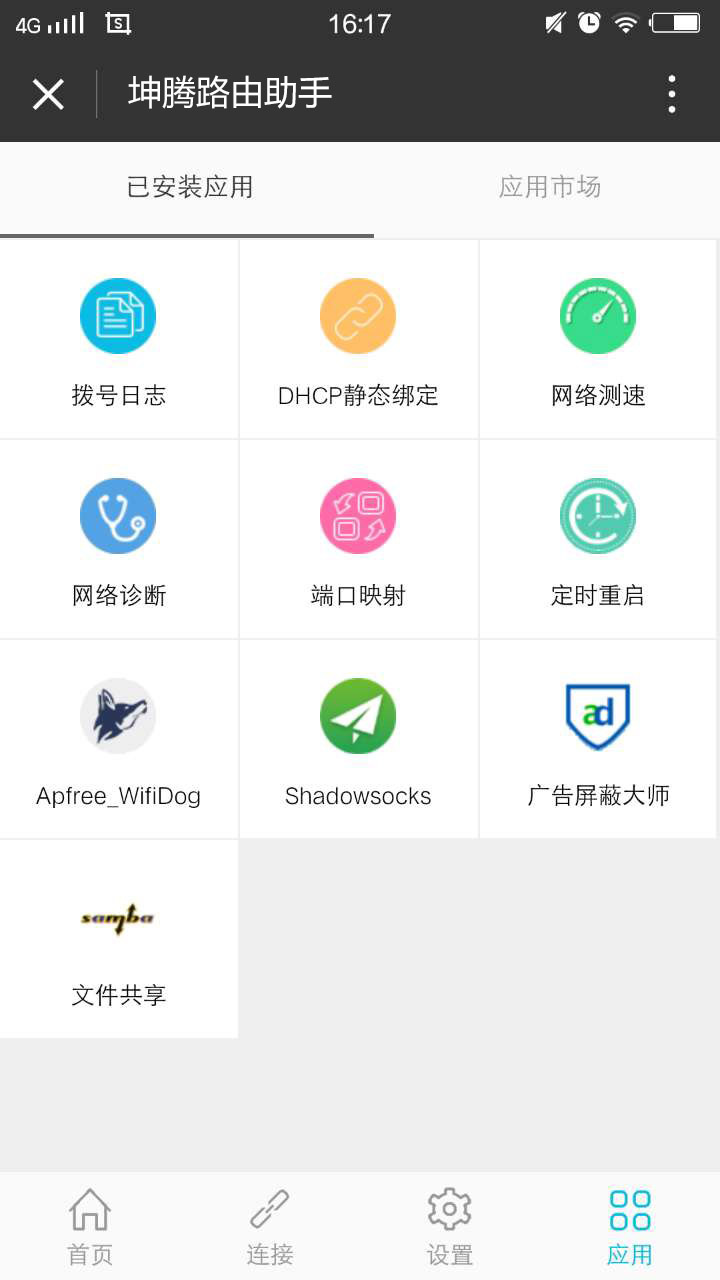 4G
S
16:17
坤腾路由助手
已安装应用
应用市场
拨号日志
DHCP静态绑定
网络测速
网络诊断
端口映射
定时重启
Apfree_WifiDog
Shadowsocks
ad
广告屏蔽大师
samba
文件共享
首页
连接
设置
应用